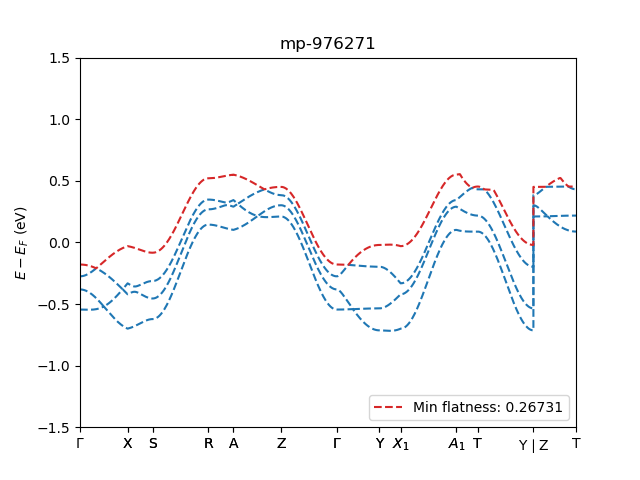 mp-976271
E − E_F (eV)
1.5
1.0
0.5
0.0
−0.5
−1.0
−1.5
Min flatness: 0.26731
Γ X S R A Z Γ Y X₁ A₁ T Y | Z T